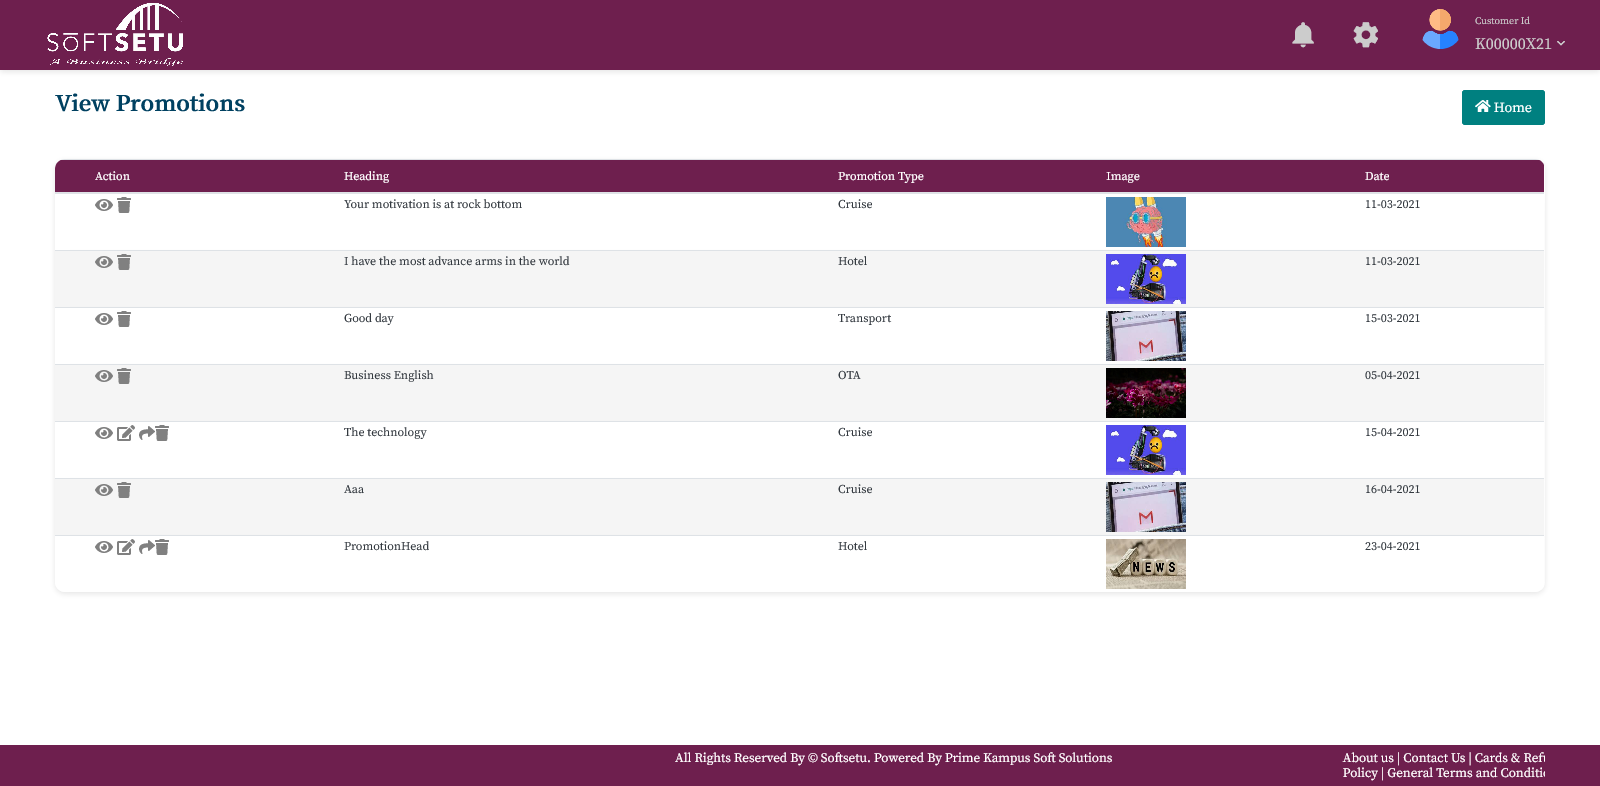 SOFTSETU
A Business Bridge
Customer Id
K00000X21
View Promotions
Home
Action Heading Promotion Type Image Date
Your motivation is at rock bottom Cruise 11-03-2021
I have the most advance arms in the world Hotel 11-03-2021
Good day Transport 15-03-2021
Business English OTA 05-04-2021
The technology Cruise 15-04-2021
Aaa Cruise 16-04-2021
PromotionHead Hotel NEWS 23-04-2021
All Rights Reserved By © Softsetu. Powered By Prime Kampus Soft Solutions
About us | Contact Us | Cards &
Policy | General Terms and